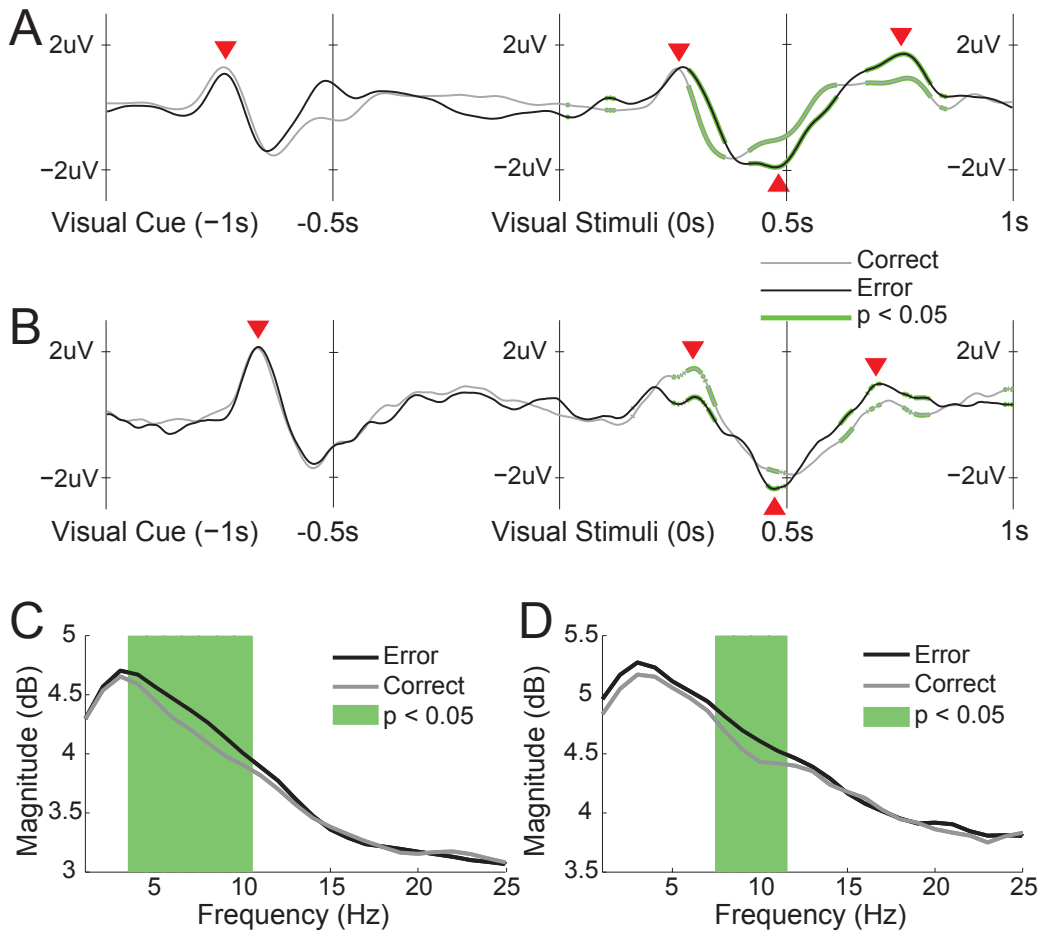 A
2uV 2uV 2uV
−2uV −2uV −2uV
Visual Cue (−1s) -0.5s Visual Stimuli (0s) 0.5s 1s
Correct
Error
p < 0.05
B
2uV 2uV 2uV
−2uV −2uV −2uV
Visual Cue (−1s) -0.5s Visual Stimuli (0s) 0.5s 1s
C
Magnitude (dB)
5
4.5
4
3.5
3
Error
Correct
p < 0.05
5 10 15 20 25
Frequency (Hz)
D
Magnitude (dB)
5.5
5
4.5
4
3.5
Error
Correct
p < 0.05
5 10 15 20 25
Frequency (Hz)